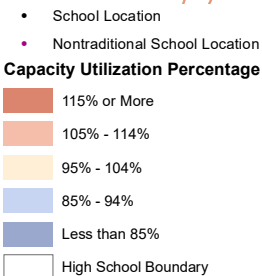 School Location
Nontraditional School Location
Capacity Utilization Percentage
115% or More
105% - 114%
95% - 104%
85% - 94%
Less than 85%
High School Boundary